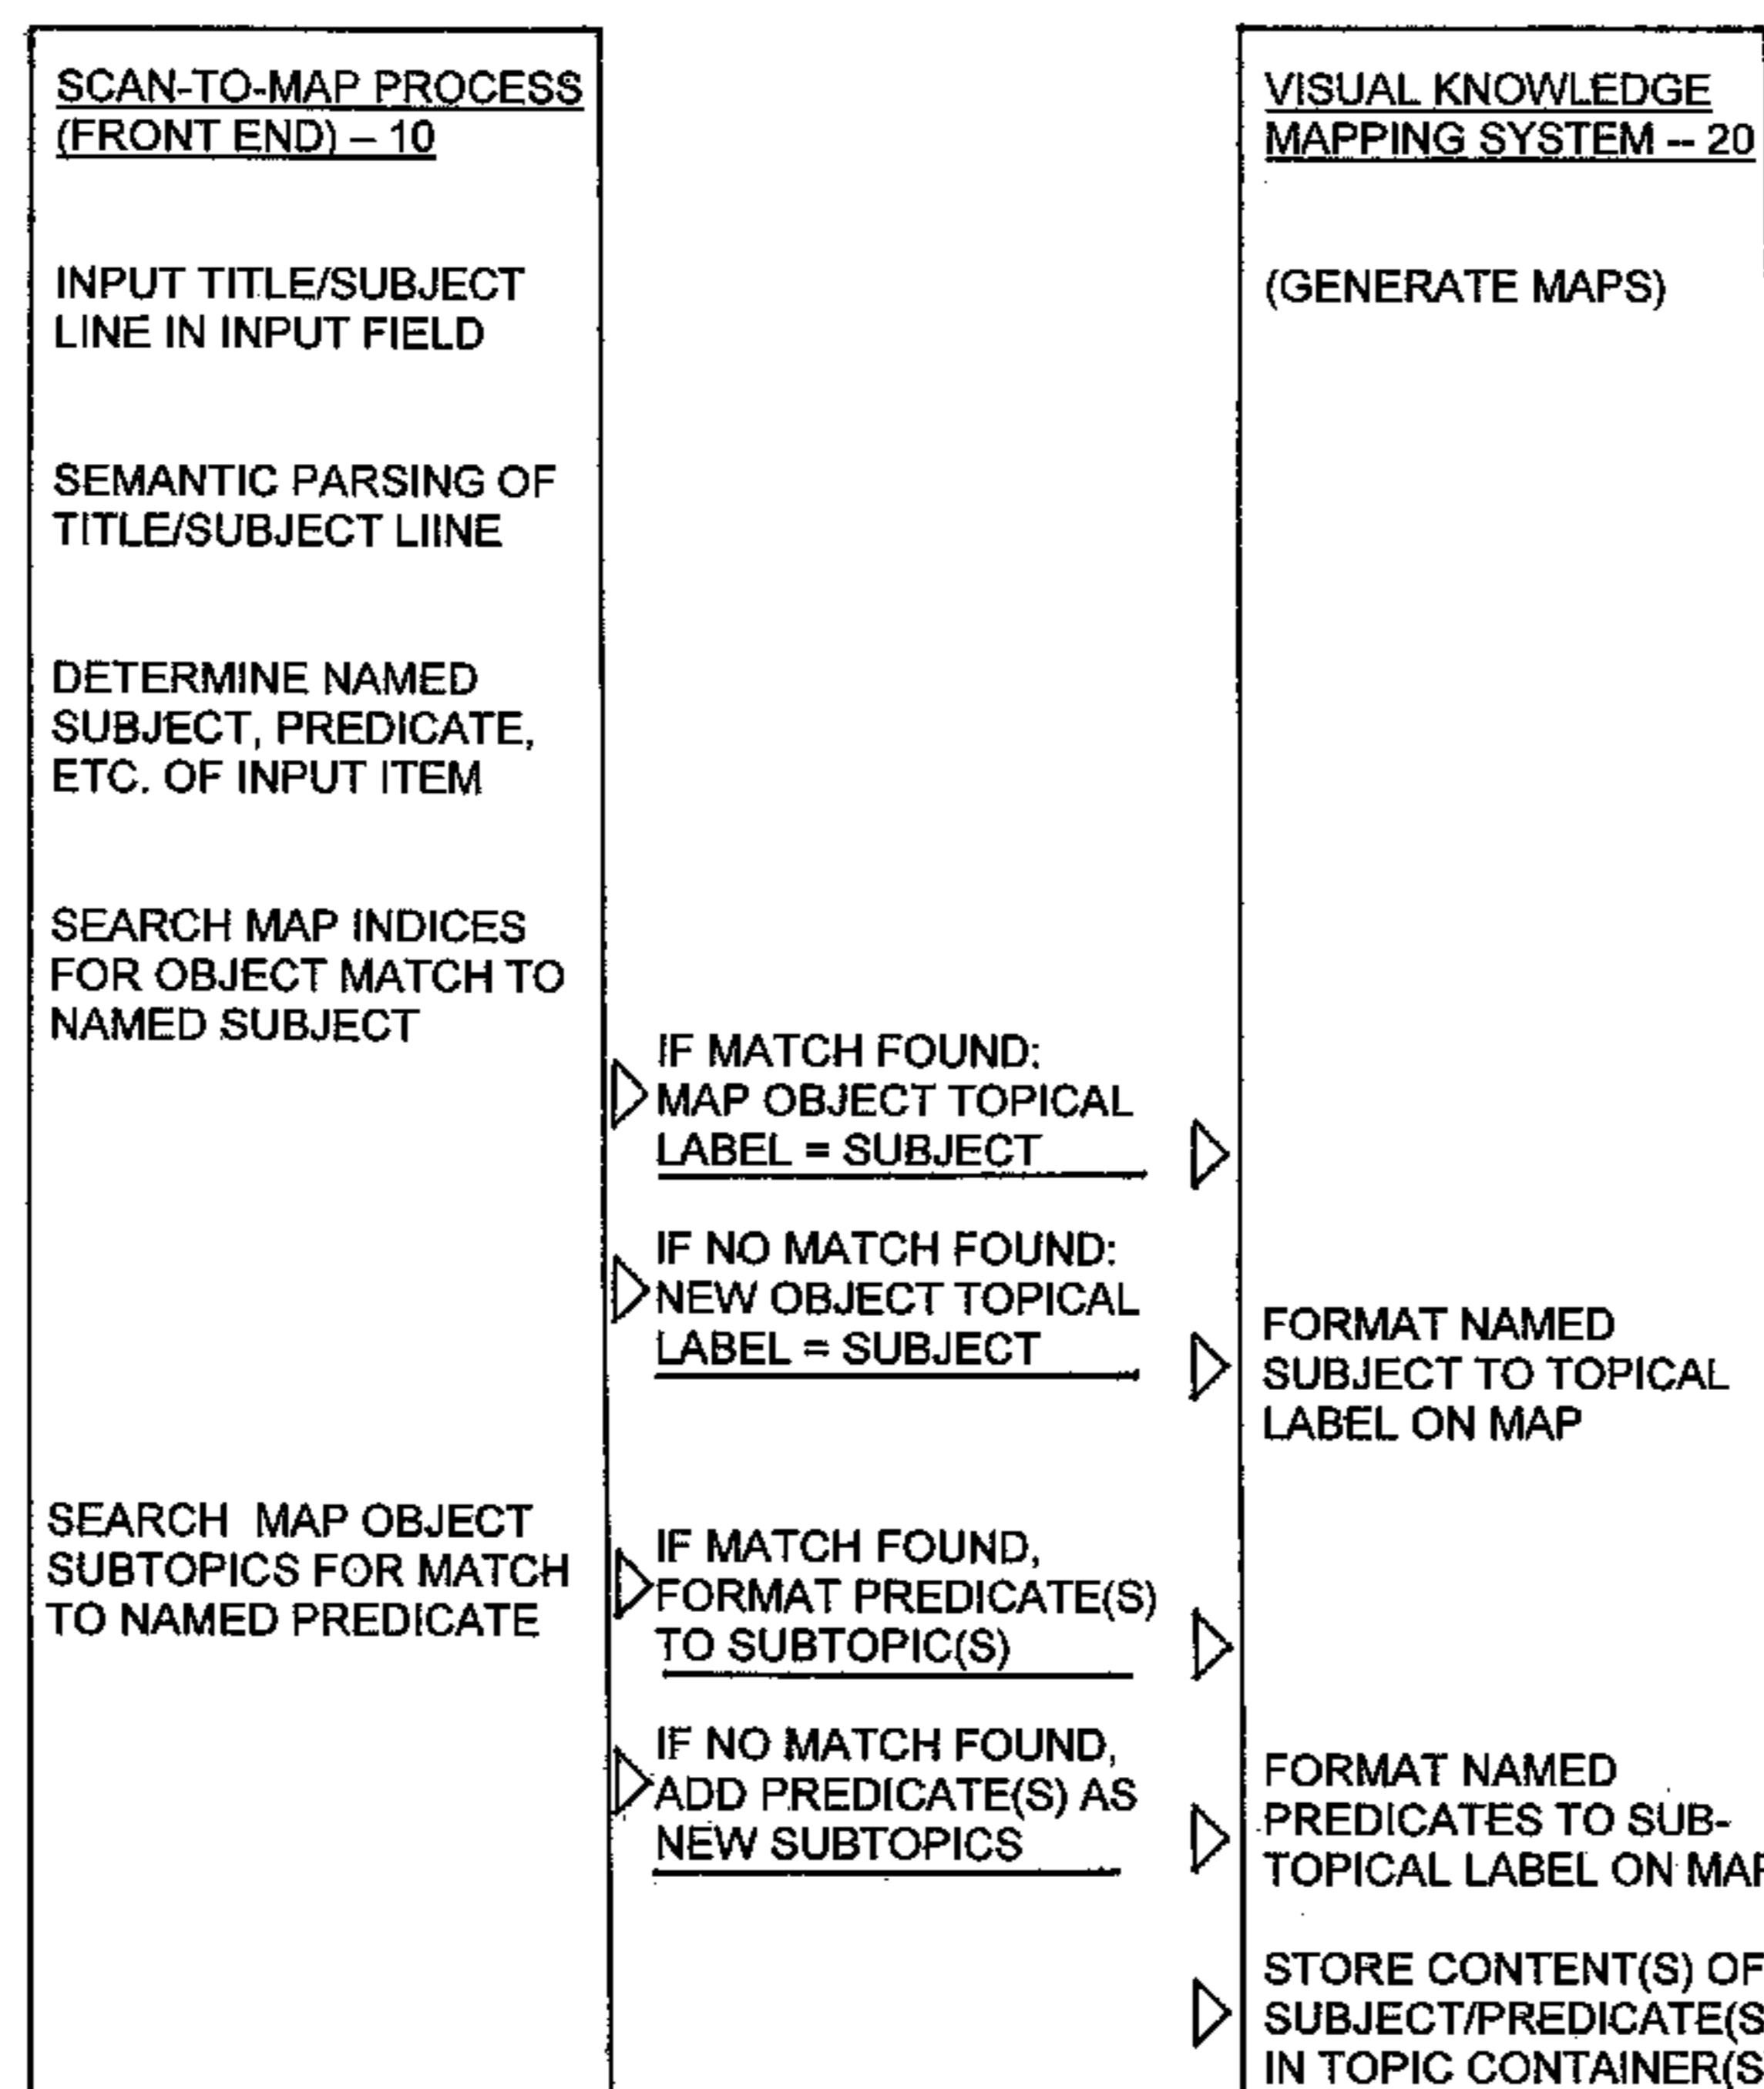 SCAN-TO-MAP PROCESS
(FRONT END) – 10
INPUT TITLE/SUBJECT
LINE IN INPUT FIELD
SEMANTIC PARSING OF
TITLE/SUBJECT LIINE
DETERMINE NAMED
SUBJECT, PREDICATE,
ETC. OF INPUT ITEM
SEARCH MAP INDICES
FOR OBJECT MATCH TO
NAMED SUBJECT
SEARCH MAP OBJECT
SUBTOPICS FOR MATCH
TO NAMED PREDICATE
IF MATCH FOUND:
MAP OBJECT TOPICAL
LABEL = SUBJECT
IF NO MATCH FOUND:
NEW OBJECT TOPICAL
LABEL = SUBJECT
IF MATCH FOUND,
FORMAT PREDICATE(S)
TO SUBTOPIC(S)
IF NO MATCH FOUND,
ADD PREDICATE(S) AS
NEW SUBTOPICS
VISUAL KNOWLEDGE
MAPPING SYSTEM -- 20
(GENERATE MAPS)
FORMAT NAMED
SUBJECT TO TOPICAL
LABEL ON MAP
FORMAT NAMED
PREDICATES TO SUB-
TOPICAL LABEL ON MAP
STORE CONTENT(S) OF
SUBJECT/PREDICATE(S
IN TOPIC CONTAINER(S